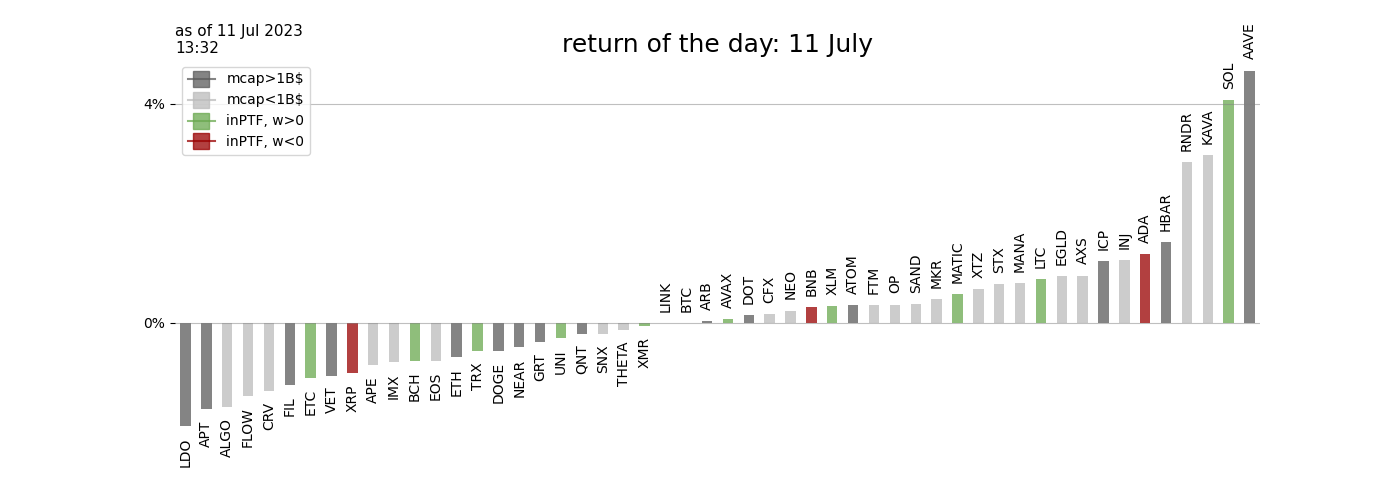 as of 11 Jul 2023
13:32
return of the day: 11 July
mcap>1B$
mcap<1B$
inPTF, w>0
inPTF, w<0
4%
0%
LDO
APT
ALGO
FLOW
CRV
FIL
ETC
VET
XRP
APE
IMX
BCH
EOS
ETH
TRX
DOGE
NEAR
GRT
UNI
QNT
SNX
THETA
XMR
LINK
BTC
ARB
AVAX
DOT
CFX
NEO
BNB
XLM
ATOM
FTM
OP
SAND
MKR
MATIC
XTZ
STX
MANA
LTC
EGLD
AXS
ICP
INJ
ADA
HBAR
RNDR
KAVA
SOL
AAVE